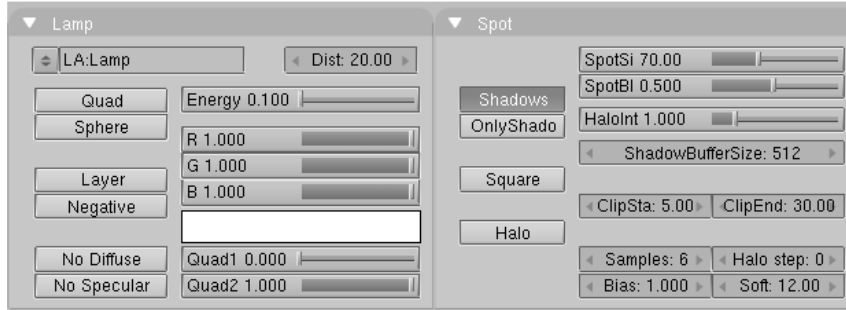 Lamp
LA:Lamp
Dist: 20.00
Quad
Sphere
Layer
Negative
No Diffuse
No Specular
Energy 0.100
R 1.000
G 1.000
B 1.000
Quad1 0.000
Quad2 1.000
Spot
Shadows
OnlyShado
Square
Halo
SpotSi 70.00
SpotBl 0.500
HaloInt 1.000
ShadowBufferSize: 512
ClipSta: 5.00
ClipEnd: 30.00
Samples: 6
Halo step: 0
Bias: 1.000
Soft: 12.00